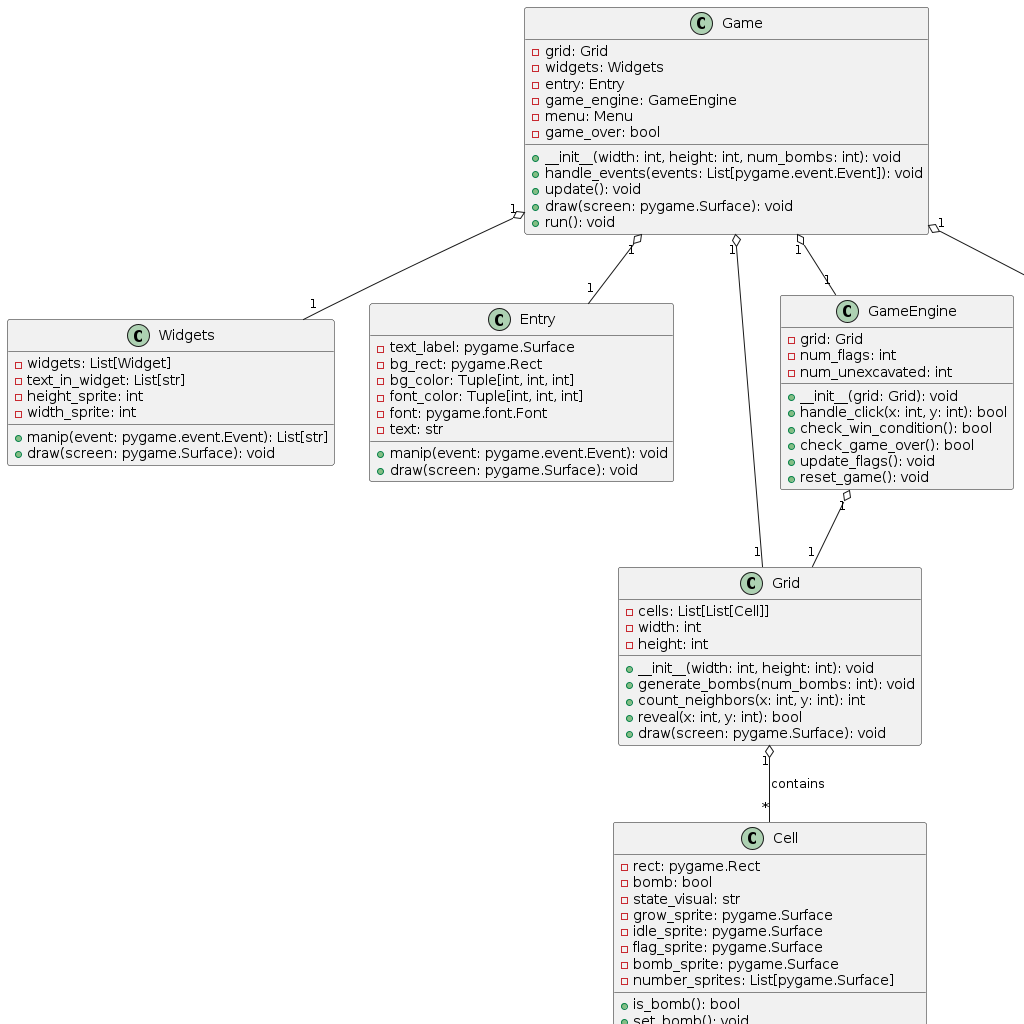 C Game
grid: Grid
widgets: Widgets
entry: Entry
game_engine: GameEngine
menu: Menu
game_over: bool
__init__(width: int, height: int, num_bombs: int): void
handle_events(events: List[pygame.event.Event]): void
update(): void
draw(screen: pygame.Surface): void
run(): void
1
1
1
1
1
1
1
1
C Widgets
widgets: List[Widget]
text_in_widget: List[str]
height_sprite: int
width_sprite: int
manip(event: pygame.event.Event): List[str]
draw(screen: pygame.Surface): void
C Entry
text_label: pygame.Surface
bg_rect: pygame.Rect
bg_color: Tuple[int, int, int]
font_color: Tuple[int, int, int]
font: pygame.font.Font
text: str
manip(event: pygame.event.Event): void
draw(screen: pygame.Surface): void
C GameEngine
grid: Grid
num_flags: int
num_unexcavated: int
__init__(grid: Grid): void
handle_click(x: int, y: int): bool
check_win_condition(): bool
check_game_over(): bool
update_flags(): void
reset_game(): void
1
1
1
C Grid
cells: List[List[Cell]]
width: int
height: int
__init__(width: int, height: int): void
generate_bombs(num_bombs: int): void
count_neighbors(x: int, y: int): int
reveal(x: int, y: int): bool
draw(screen: pygame.Surface): void
1
contains
*
C Cell
rect: pygame.Rect
bomb: bool
state_visual: str
grow_sprite: pygame.Surface
idle_sprite: pygame.Surface
flag_sprite: pygame.Surface
bomb_sprite: pygame.Surface
number_sprites: List[pygame.Surface]
is_bomb(): bool
set_bomb(): void